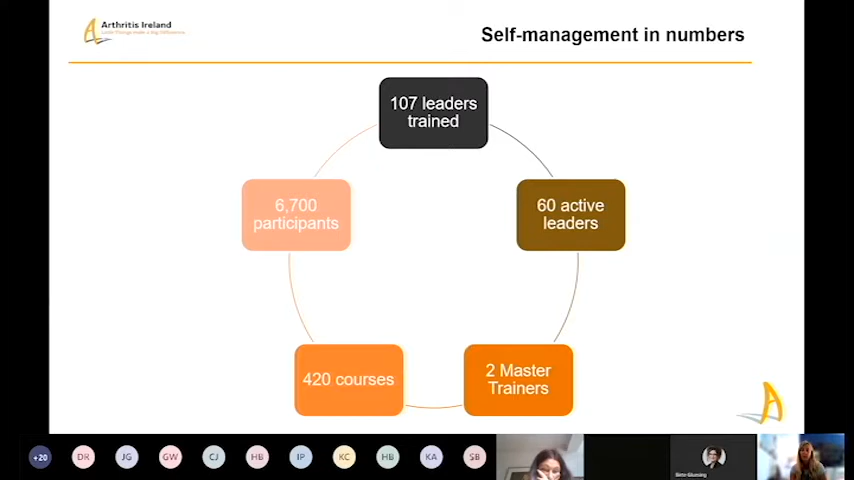 Arthritis Ireland
Self-management in numbers
107 leaders
trained
6,700
participants
60 active
leaders
420 courses
2 Master
Trainers
+20
DR
JG
GW
CJ
HB
IP
KC
HB
KA
SB